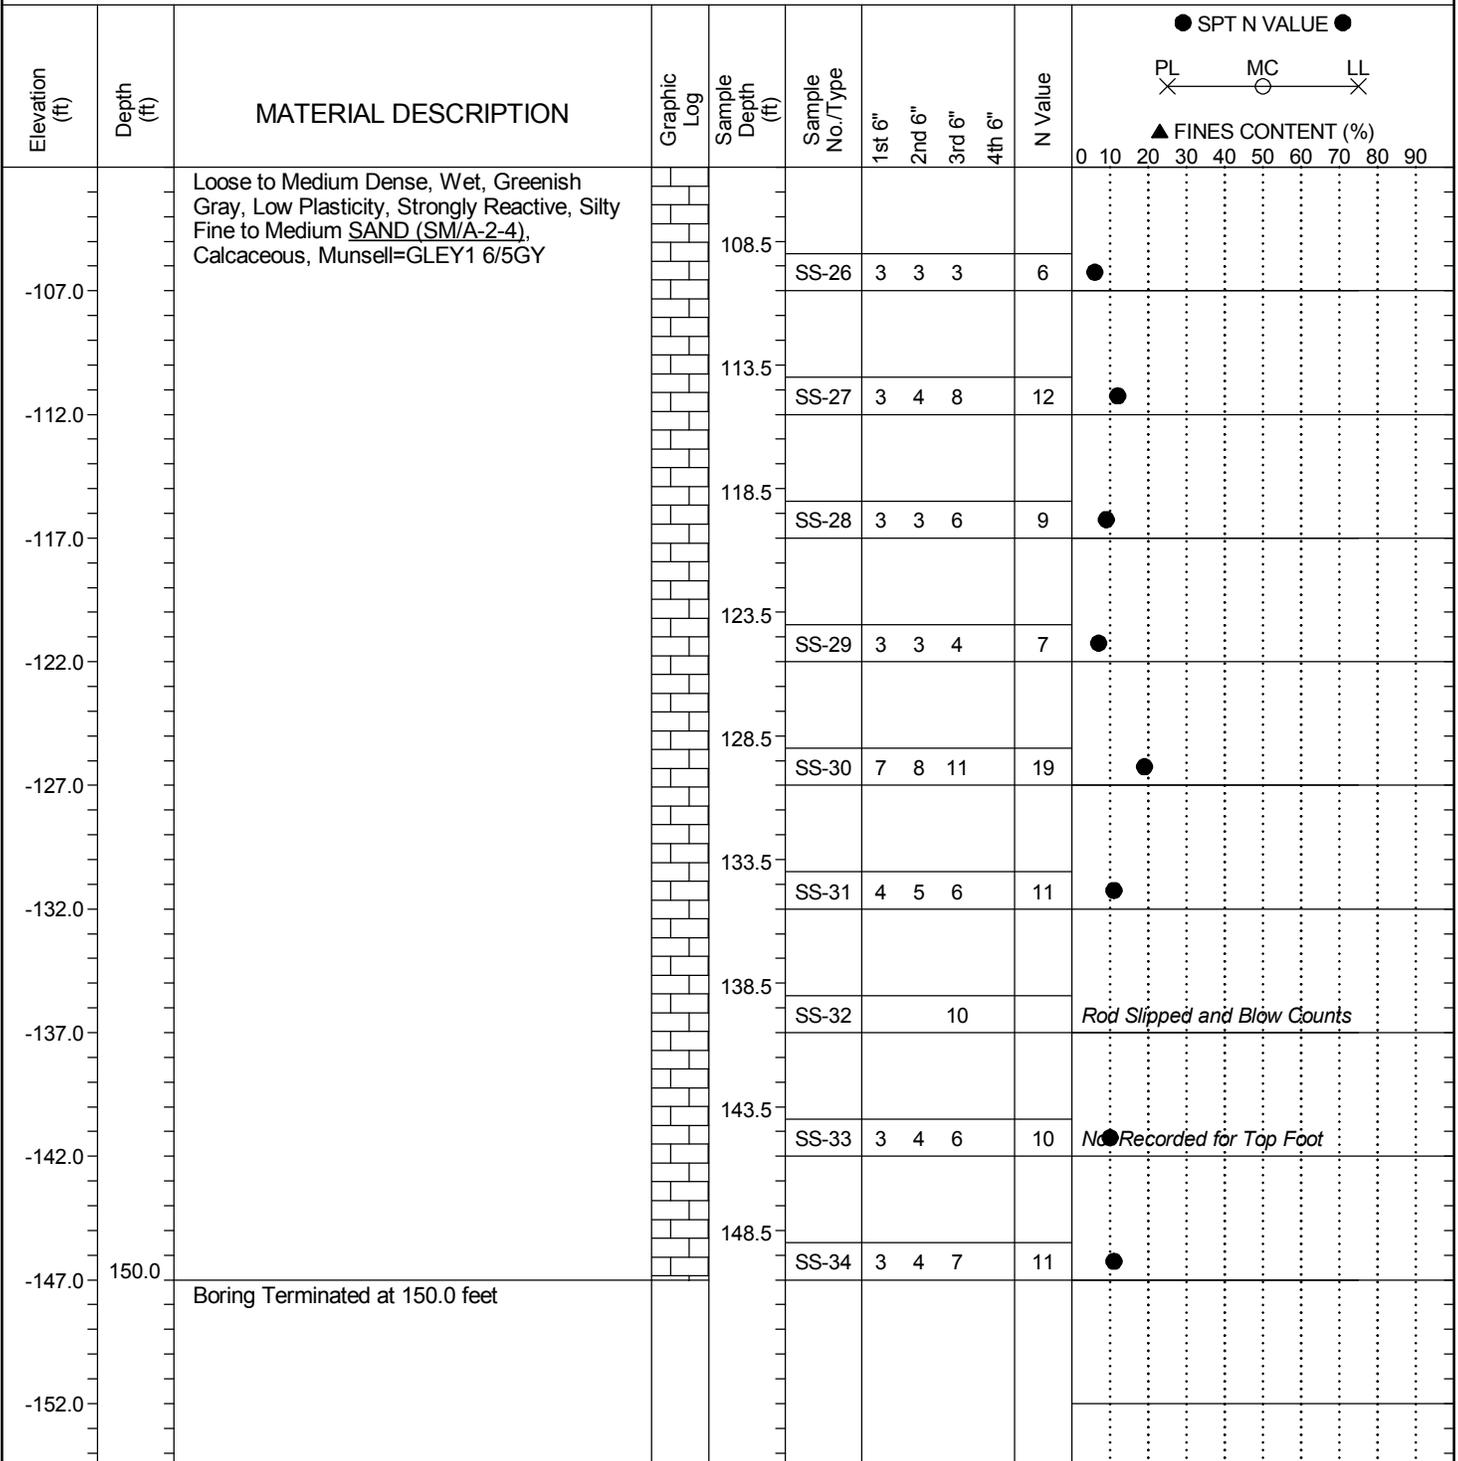 ● SPT N VALUE ●
PL MC LL
▲ FINES CONTENT (%)
Elevation (ft) Depth (ft) MATERIAL DESCRIPTION Graphic Log Sample Depth (ft) Sample No./Type 1st 6" 2nd 6" 3rd 6" 4th 6" N Value
0 10 20 30 40 50 60 70 80 90
Loose to Medium Dense, Wet, Greenish
Gray, Low Plasticity, Strongly Reactive, Silty
Fine to Medium SAND (SM/A-2-4),
Calcaceous, Munsell=GLEY1 6/5GY
108.5
SS-26 3 3 3 6
-107.0
113.5
SS-27 3 4 8 12
-112.0
118.5
SS-28 3 3 6 9
-117.0
123.5
SS-29 3 3 4 7
-122.0
128.5
SS-30 7 8 11 19
-127.0
133.5
SS-31 4 5 6 11
-132.0
138.5
SS-32 10 Rod Slipped and Blow Counts
-137.0
143.5
SS-33 3 4 6 10 Not Recorded for Top Foot
-142.0
148.5
SS-34 3 4 7 11
-147.0 150.0
Boring Terminated at 150.0 feet
-152.0